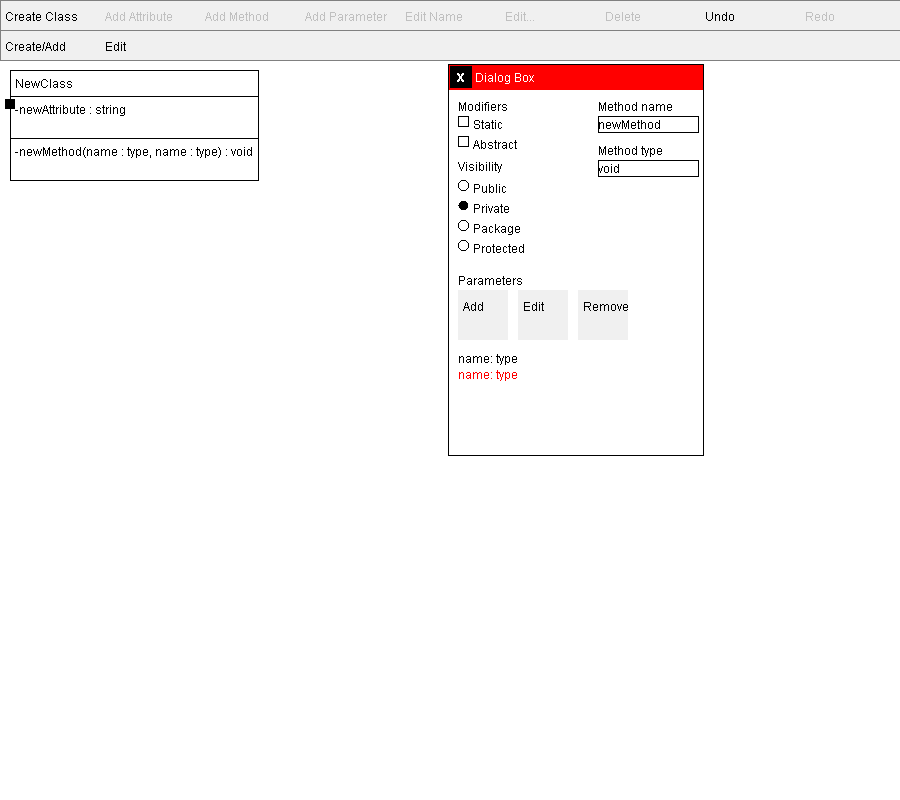 Create Class Add Attribute Add Method Add Parameter Edit Name Edit... Delete Undo Redo
Create/Add Edit
NewClass
-newAttribute : string
-newMethod(name : type, name : type) : void
X Dialog Box
Modifiers
Static
Abstract
Visibility
Public
Private
Package
Protected
Method name
newMethod
Method type
void
Parameters
Add Edit Remove
name: type
name: type